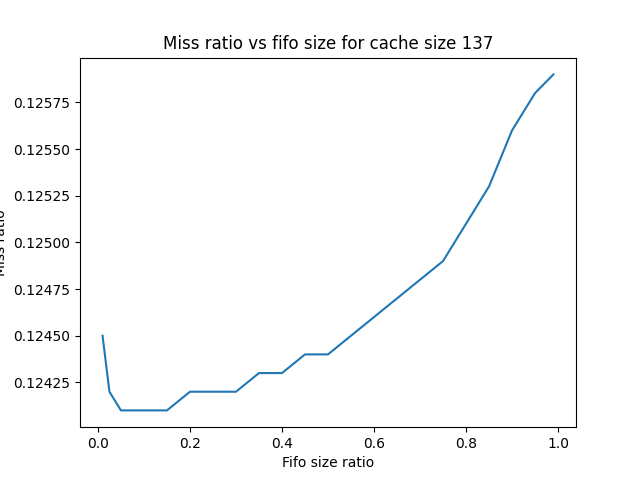 Miss ratio vs fifo size for cache size 137
0.12575
0.12550
0.12525
0.12500
0.12475
0.12450
0.12425
Miss ratio
0.0 0.2 0.4 0.6 0.8 1.0
Fifo size ratio